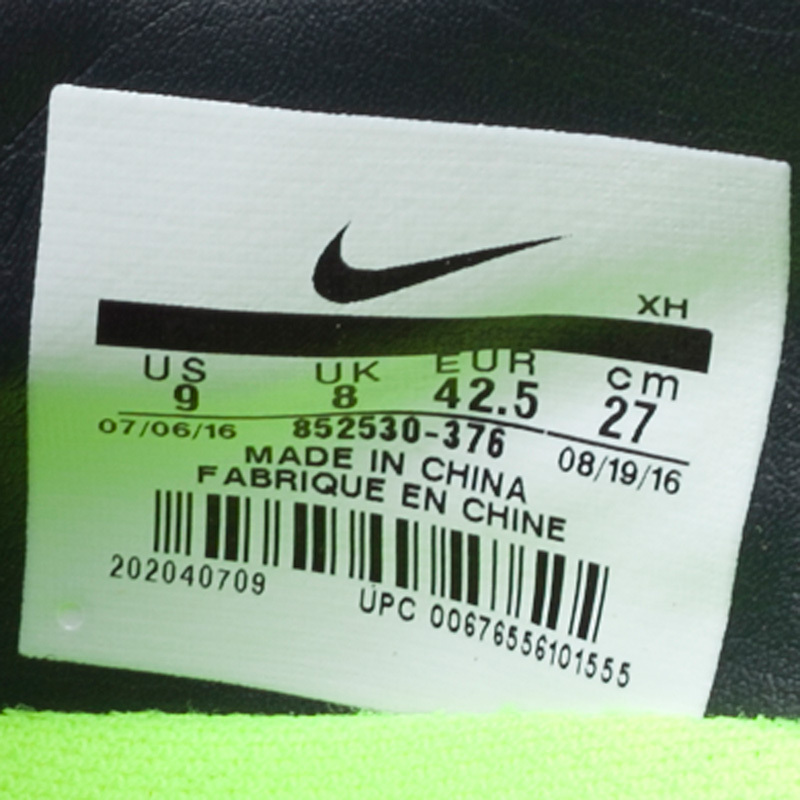 XH
US UK EUR cm
9 8 42.5 27
07/06/16 852530-376 08/19/16
MADE IN CHINA
FABRIQUE EN CHINE
202040709 UPC 00676556101555